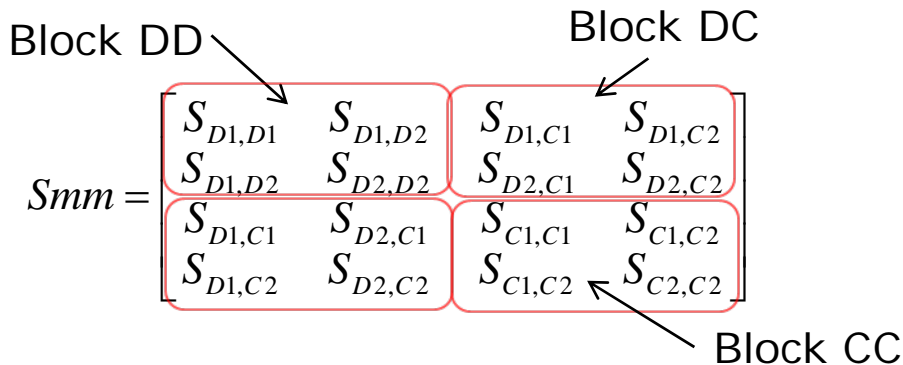 Block DD
Block DC
S_{D1,D1} S_{D1,D2} S_{D1,C1} S_{D1,C2}
S_{D1,D2} S_{D2,D2} S_{D2,C1} S_{D2,C2}
Smm =
S_{D1,C1} S_{D2,C1} S_{C1,C1} S_{C1,C2}
S_{D1,C2} S_{D2,C2} S_{C1,C2} S_{C2,C2}
Block CC